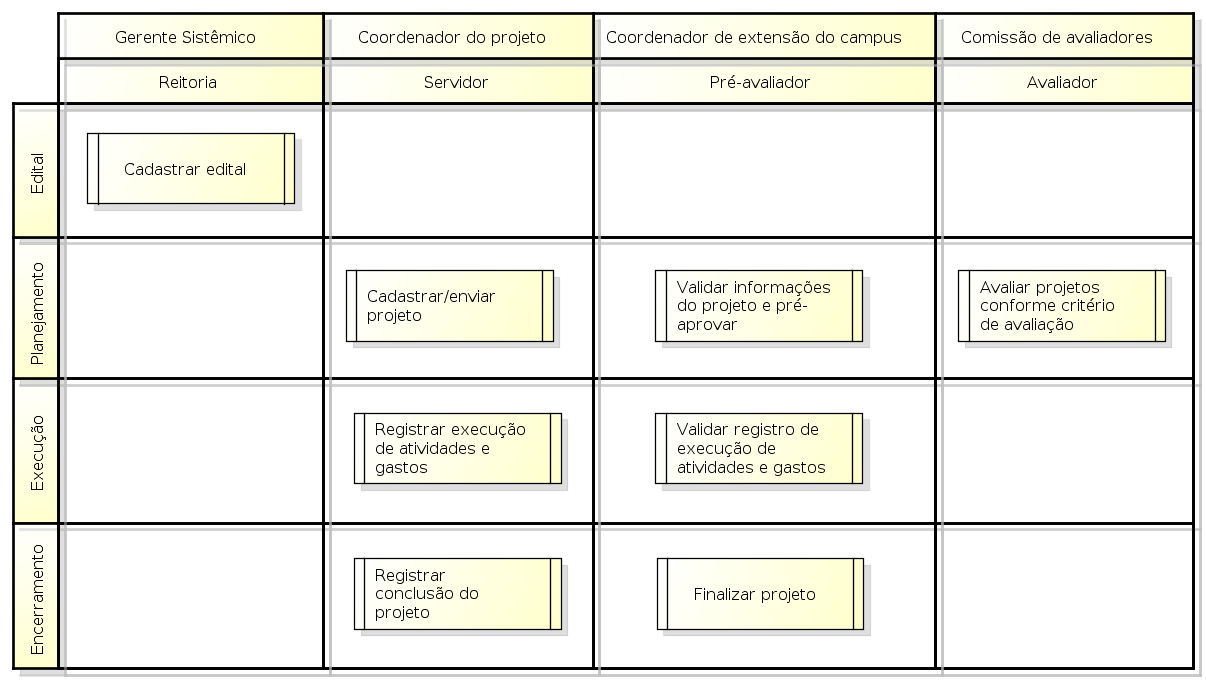 Gerente Sistêmico
Coordenador do projeto
Coordenador de extensão do campus
Comissão de avaliadores
Reitoria
Servidor
Pré-avaliador
Avaliador
Edital
Cadastrar edital
Planejamento
Cadastrar/enviar
projeto
Validar informações
do projeto e pré-
aprovar
Avaliar projetos
conforme critério
de avaliação
Execução
Registrar execução
de atividades e
gastos
Validar registro de
execução de
atividades e gastos
Encerramento
Registrar
conclusão do
projeto
Finalizar projeto